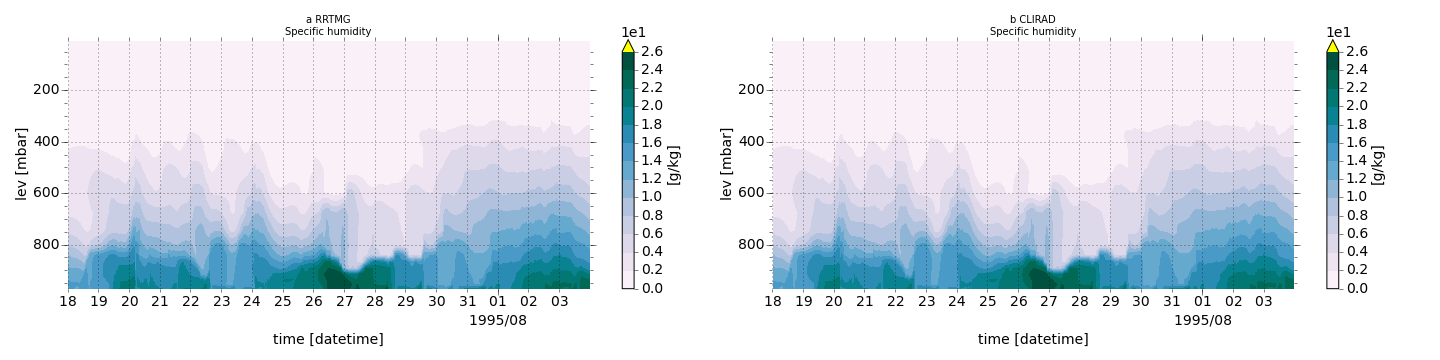 a RRTMG
Specific humidity
1e1
2.6
2.4
2.2
2.0
1.8
1.6
1.4
1.2
1.0
0.8
0.6
0.4
0.2
0.0
[g/kg]
lev [mbar]
200
400
600
800
18 19 20 21 22 23 24 25 26 27 28 29 30 31 01 02 03
1995/08
time [datetime]
b CLIRAD
Specific humidity
1e1
2.6
2.4
2.2
2.0
1.8
1.6
1.4
1.2
1.0
0.8
0.6
0.4
0.2
0.0
[g/kg]
lev [mbar]
200
400
600
800
18 19 20 21 22 23 24 25 26 27 28 29 30 31 01 02 03
1995/08
time [datetime]